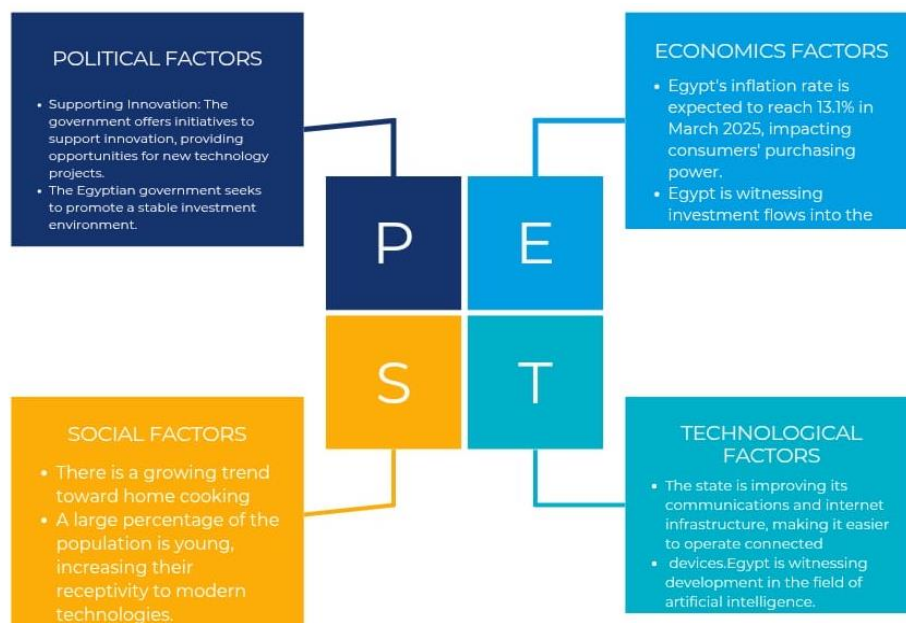 POLITICAL FACTORS
• Supporting Innovation: The
government offers initiatives to
support innovation, providing
opportunities for new technology
projects.
• The Egyptian government seeks
to promote a stable investment
environment.
ECONOMICS FACTORS
• Egypt's inflation rate is
expected to reach 13.1% in
March 2025, impacting
consumers' purchasing
power.
• Egypt is witnessing
investment flows into the
P
E
S
T
SOCIAL FACTORS
• There is a growing trend
toward home cooking
• A large percentage of the
population is young,
increasing their
receptivity to modern
technologies.
TECHNOLOGICAL
FACTORS
• The state is improving its
communications and internet
infrastructure, making it easier
to operate connected
• devices.Egypt is witnessing
development in the field of
artificial intelligence.